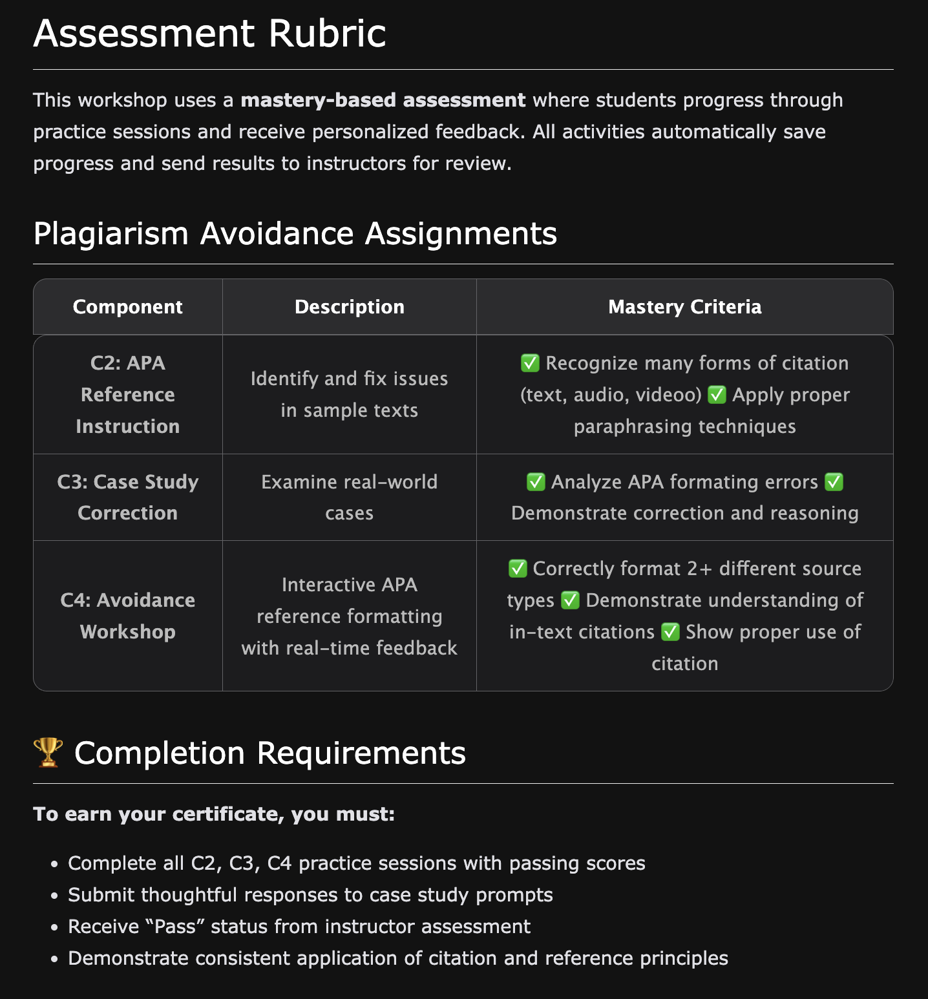 Assessment Rubric
This workshop uses a mastery-based assessment where students progress through
practice sessions and receive personalized feedback. All activities automatically save
progress and send results to instructors for review.
Plagiarism Avoidance Assignments
Component
Description
Mastery Criteria
C2: APA
Reference
Instruction
Identify and fix issues
in sample texts
✅ Recognize many forms of citation
(text, audio, videoo) ✅ Apply proper
paraphrasing techniques
C3: Case Study
Correction
Examine real-world
cases
✅ Analyze APA formating errors ✅
Demonstrate correction and reasoning
C4: Avoidance
Workshop
Interactive APA
reference formatting
with real-time feedback
✅ Correctly format 2+ different source
types ✅ Demonstrate understanding of
in-text citations ✅ Show proper use of
citation
🏆 Completion Requirements
To earn your certificate, you must:
• Complete all C2, C3, C4 practice sessions with passing scores
• Submit thoughtful responses to case study prompts
• Receive “Pass” status from instructor assessment
• Demonstrate consistent application of citation and reference principles